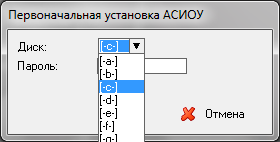 Первоначальная установка АСИОУ
Диск: [-c-]
[-a-]
Пароль:
[-b-]
[-c-]
[-d-]
[-e-]
Отмена
[-f-]